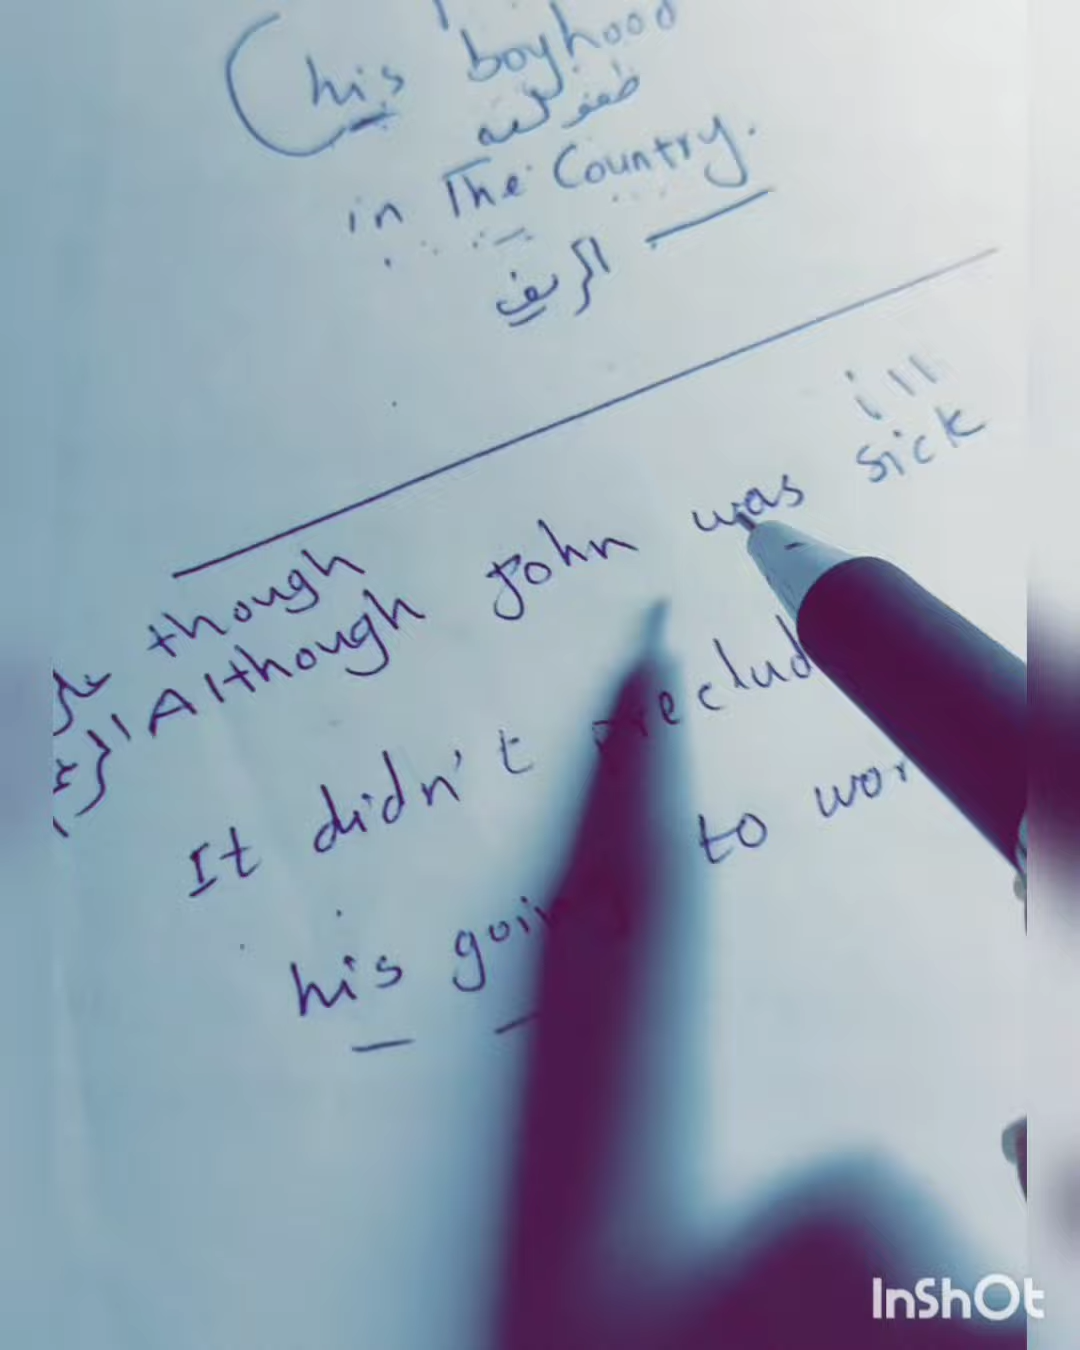 his boyhood
طفولته
in The Country.
الريف
ill
sick
though
Although John was
It didn't
his to
InShOt